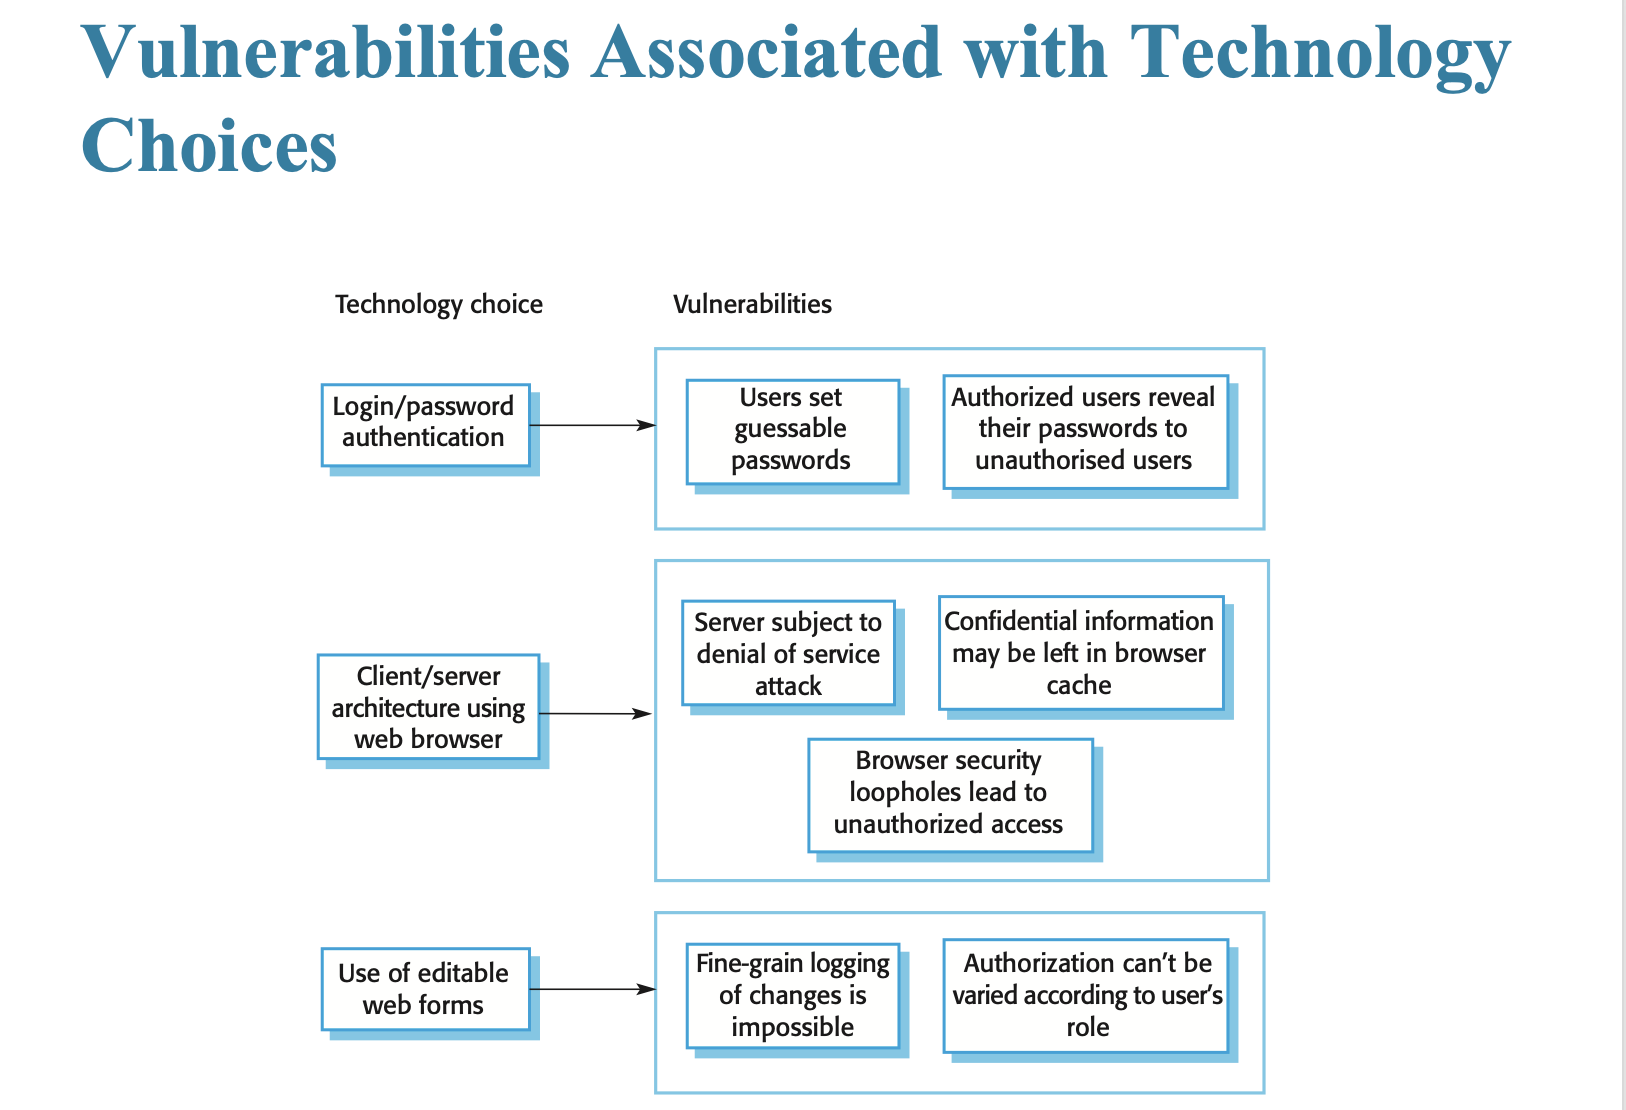 Vulnerabilities Associated with Technology
Choices
Technology choice
Vulnerabilities
Login/password
authentication
Users set
guessable
passwords
Authorized users reveal
their passwords to
unauthorised users
Client/server
architecture using
web browser
Server subject to
denial of service
attack
Confidential information
may be left in browser
cache
Browser security
loopholes lead to
unauthorized access
Use of editable
web forms
Fine-grain logging
of changes is
impossible
Authorization can’t be
varied according to user’s
role